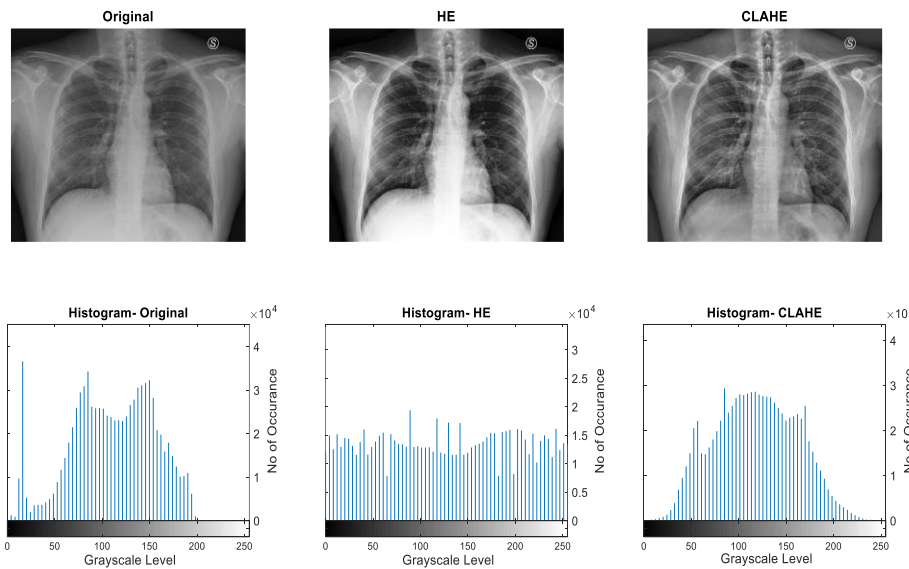 Original
HE
CLAHE
S
S
S
Histogram- Original
×10⁴
4
3
2
1
0
No of Occurance
0 50 100 150 200 250
Grayscale Level
Histogram- HE
×10⁴
3
2.5
2
1.5
1
0.5
0
No of Occurance
0 50 100 150 200 250
Grayscale Level
Histogram- CLAHE
×10
4
3
2
1
0
No of Occurance
0 50 100 150 200 250
Grayscale Level